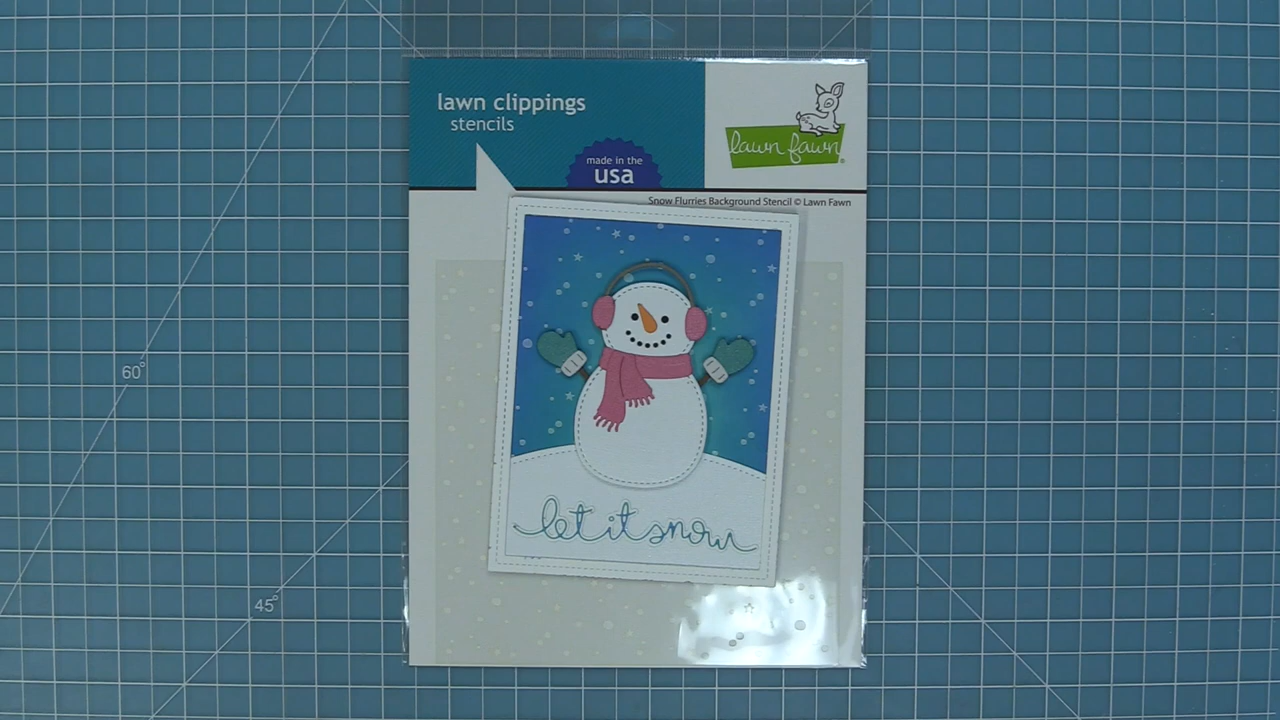 lawn clippings
stencils
lawn fawn
made in the
usa
Snow Flurries Background Stencil © Lawn Fawn
60°
let it snow
45°